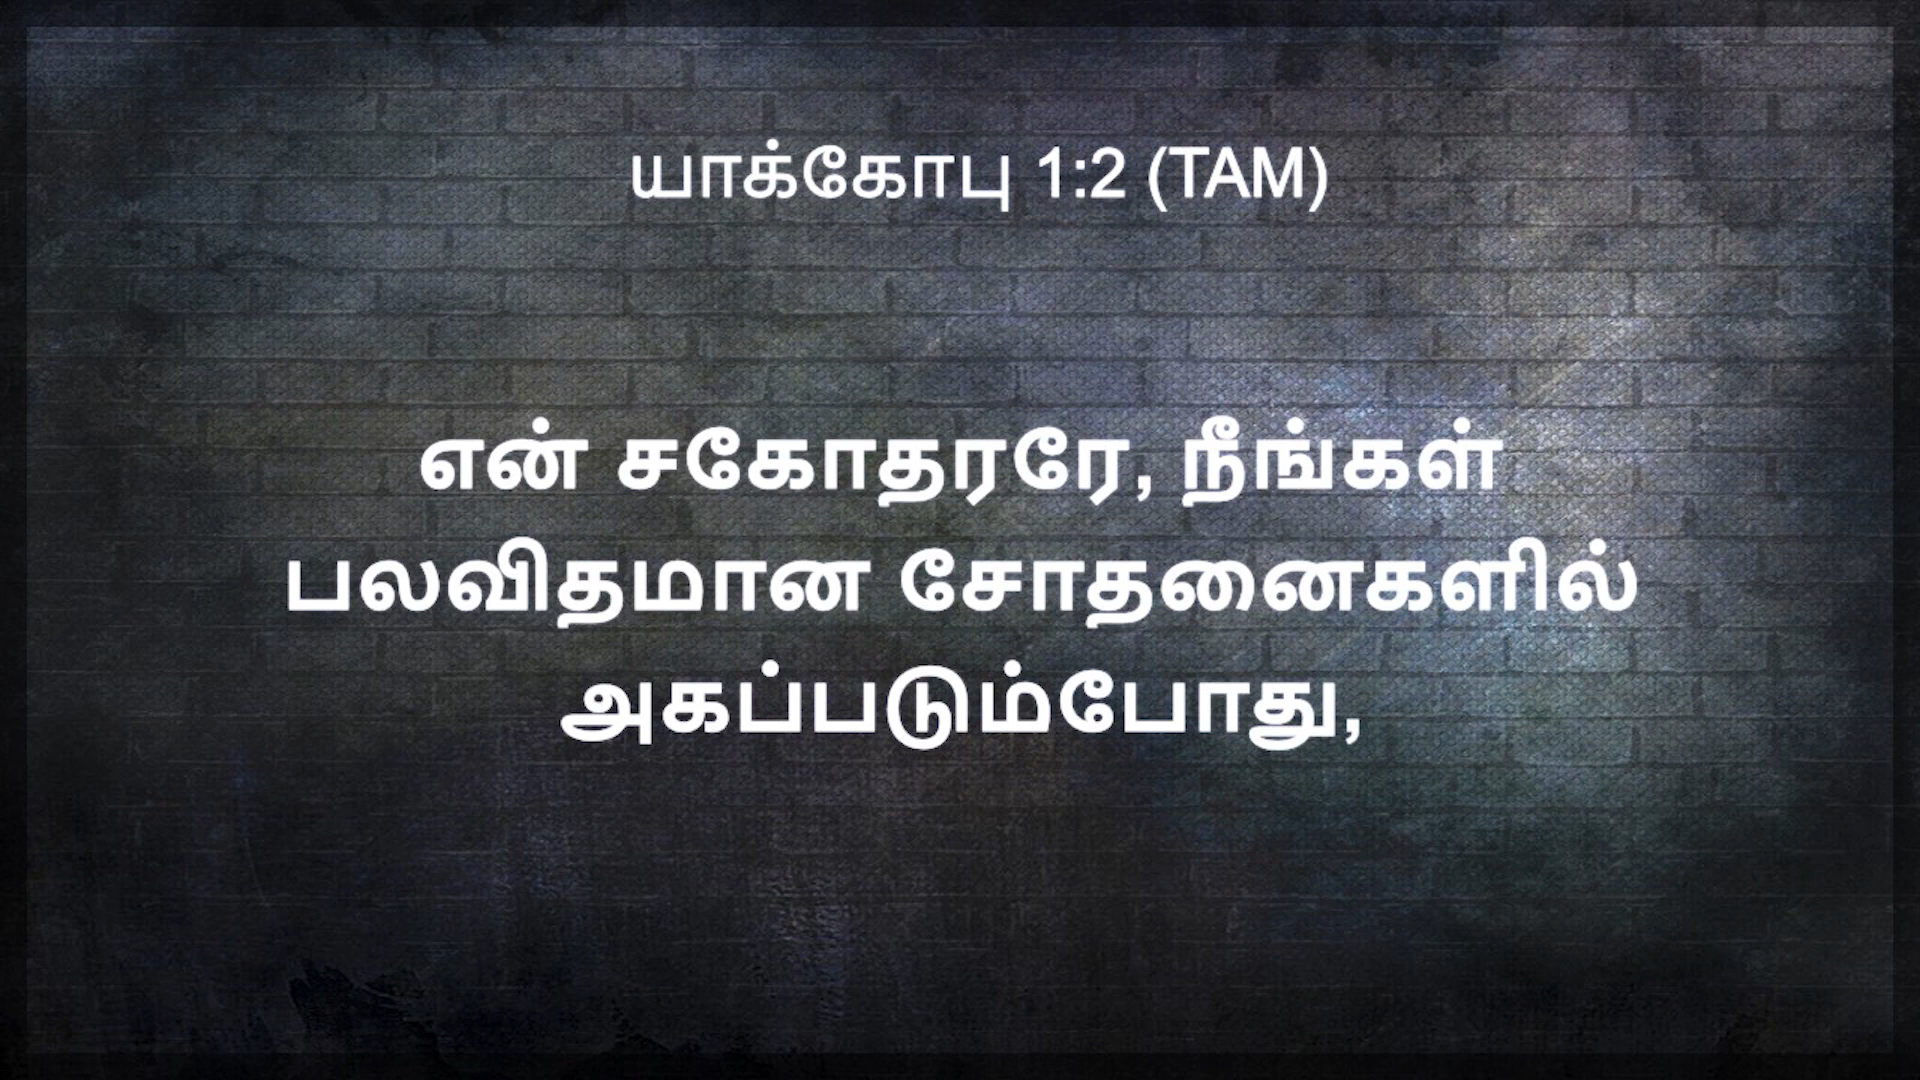 யாக்கோபு 1:2 (TAM)
என் சகோதரரே, நீங்கள்
பலவிதமான சோதனைகளில்
அகப்படும்போது,